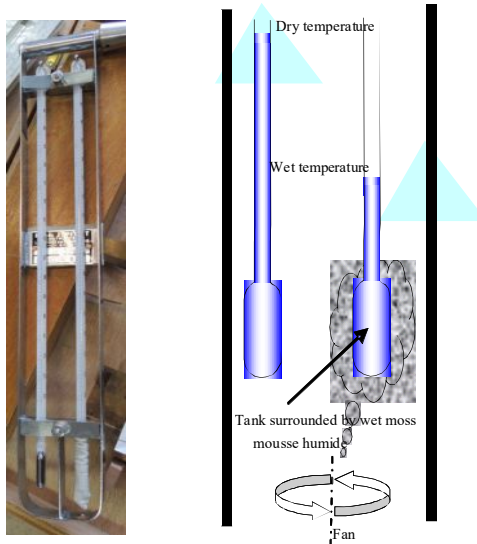 Dry temperature
Wet temperature
Tank surrounded by wet moss
mousse humide
Fan